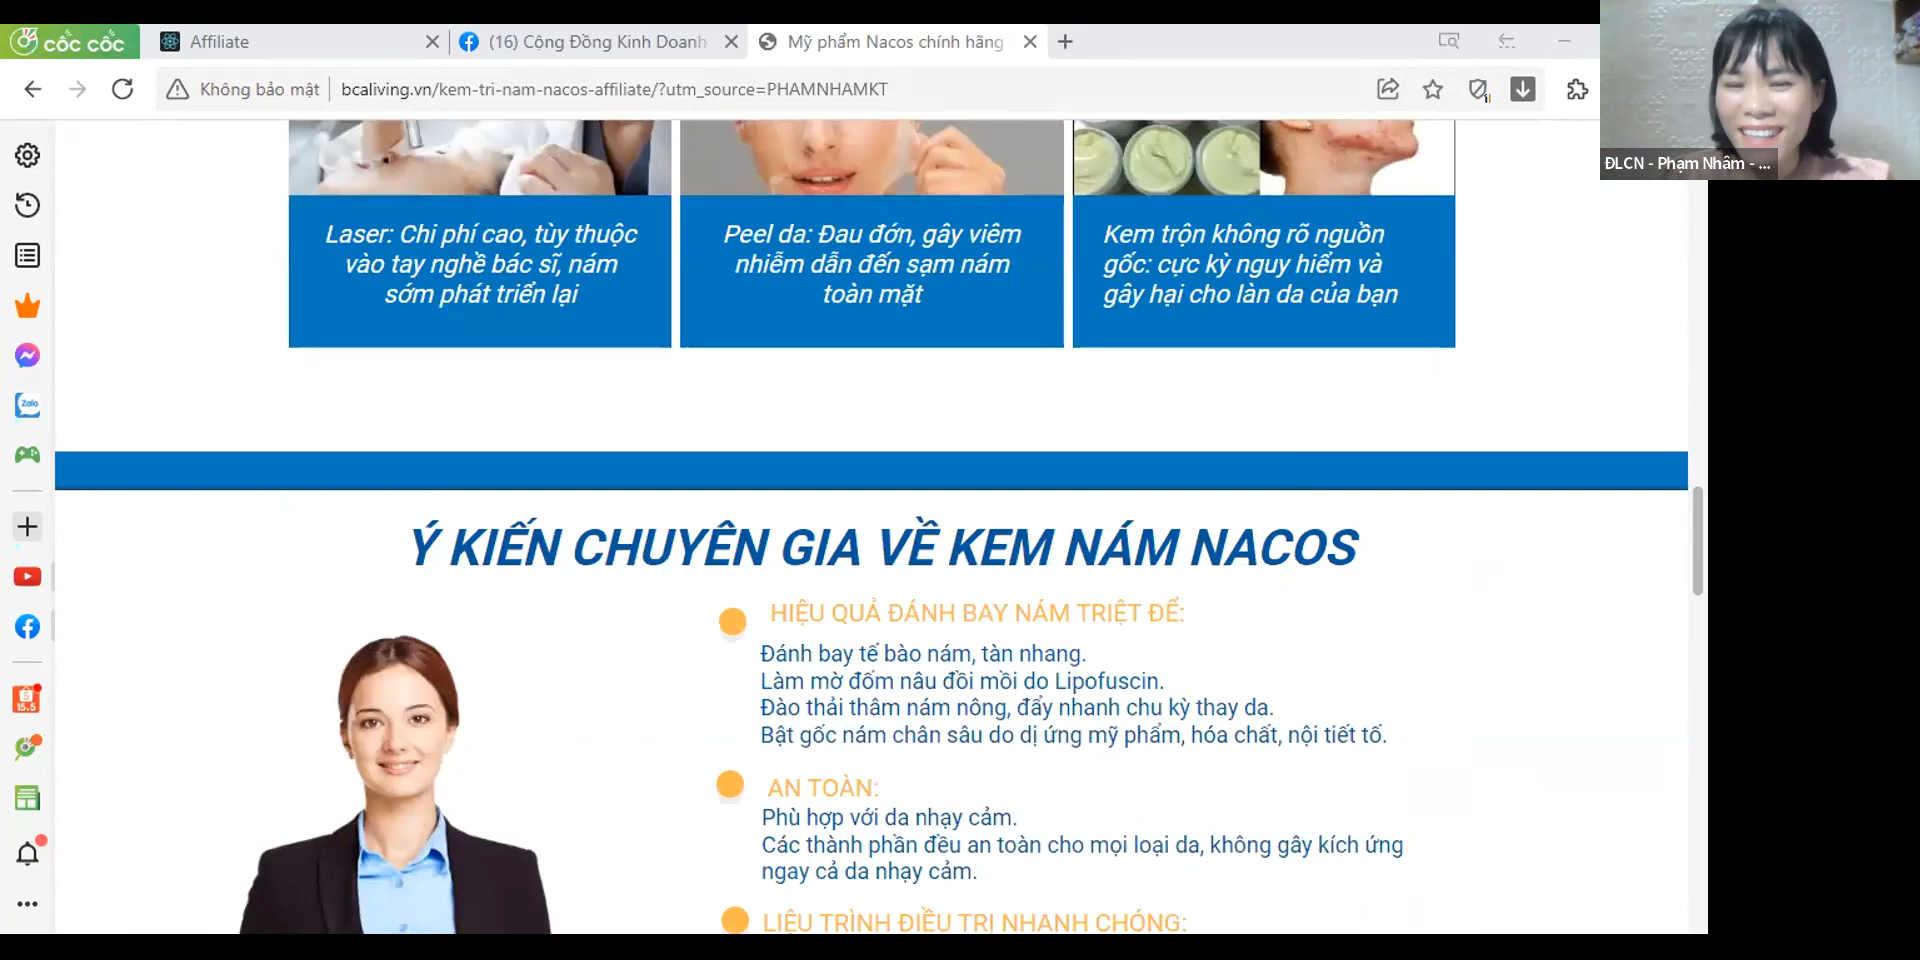 cốc cốc
Affiliate
(16) Cộng Đồng Kinh Doanh
Mỹ phẩm Nacos chính hãng
Không bảo mật
bcaliving.vn/kem-tri-nam-nacos-affiliate/?utm_source=PHAMNHAMKT
ĐLCN - Phạm Nhâm - ...
Zalo
15.5
Laser: Chi phí cao, tùy thuộc
vào tay nghề bác sĩ, nám
sớm phát triển lại
Peel da: Đau đớn, gây viêm
nhiễm dẫn đến sạm nám
toàn mặt
Kem trộn không rõ nguồn
gốc: cực kỳ nguy hiểm và
gây hại cho làn da của bạn
Ý KIẾN CHUYÊN GIA VỀ KEM NÁM NACOS
HIỆU QUẢ ĐÁNH BAY NÁM TRIỆT ĐỂ:
Đánh bay tế bào nám, tàn nhang.
Làm mờ đốm nâu đồi mồi do Lipofuscin.
Đào thải thâm nám nông, đẩy nhanh chu kỳ thay da.
Bật gốc nám chân sâu do dị ứng mỹ phẩm, hóa chất, nội tiết tố.
AN TOÀN:
Phù hợp với da nhạy cảm.
Các thành phần đều an toàn cho mọi loại da, không gây kích ứng
ngay cả da nhạy cảm.
LIỆU TRÌNH ĐIỀU TRỊ NHANH CHÓNG: